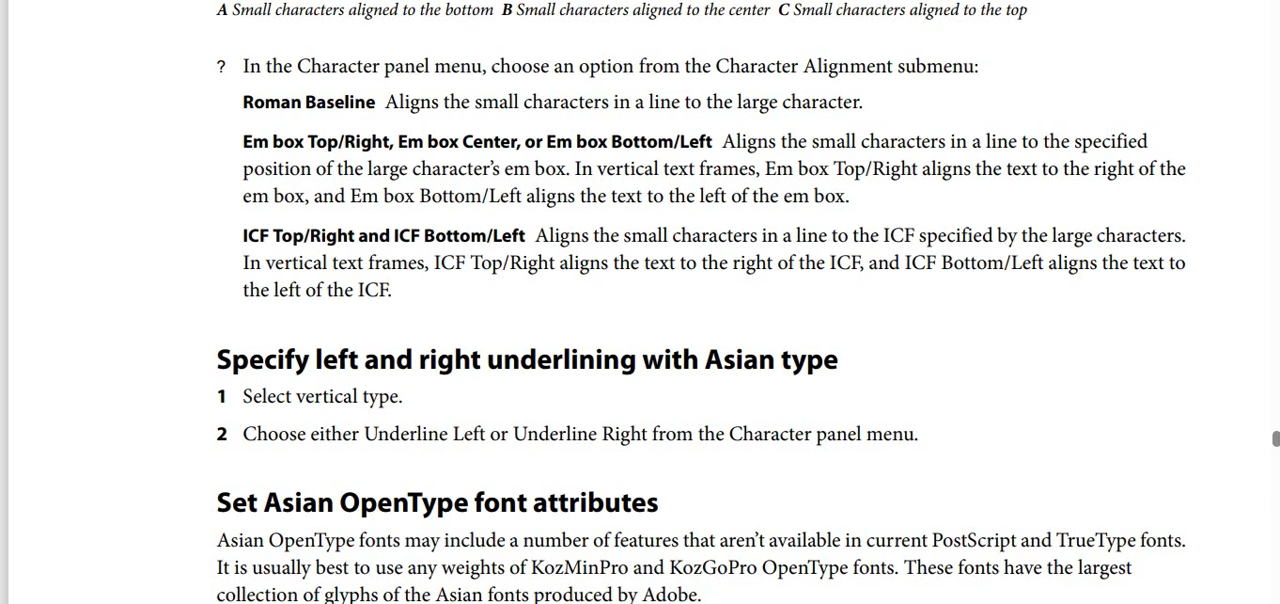 A Small characters aligned to the bottom B Small characters aligned to the center C Small characters aligned to the top
? In the Character panel menu, choose an option from the Character Alignment submenu:
Roman Baseline Aligns the small characters in a line to the large character.
Em box Top/Right, Em box Center, or Em box Bottom/Left Aligns the small characters in a line to the specified
position of the large character’s em box. In vertical text frames, Em box Top/Right aligns the text to the right of the
em box, and Em box Bottom/Left aligns the text to the left of the em box.
ICF Top/Right and ICF Bottom/Left Aligns the small characters in a line to the ICF specified by the large characters.
In vertical text frames, ICF Top/Right aligns the text to the right of the ICF, and ICF Bottom/Left aligns the text to
the left of the ICF.
Specify left and right underlining with Asian type
1 Select vertical type.
2 Choose either Underline Left or Underline Right from the Character panel menu.
Set Asian OpenType font attributes
Asian OpenType fonts may include a number of features that aren’t available in current PostScript and TrueType fonts.
It is usually best to use any weights of KozMinPro and KozGoPro OpenType fonts. These fonts have the largest
collection of glyphs of the Asian fonts produced by Adobe.